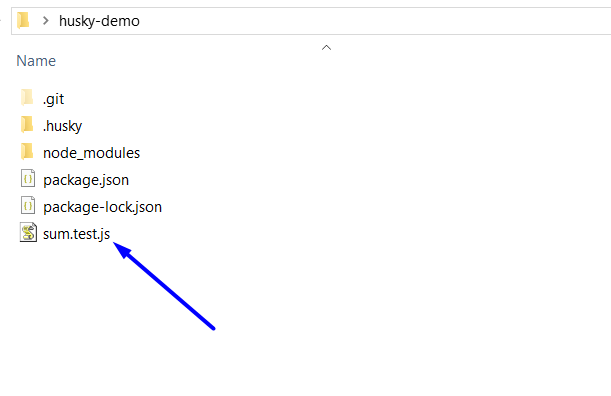 husky-demo
Name
.git
.husky
node_modules
package.json
package-lock.json
sum.test.js